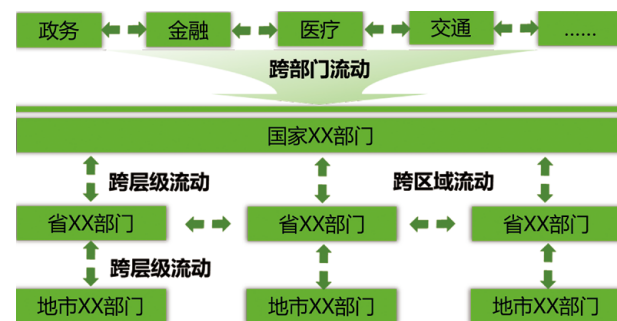 政务 金融 医疗 交通 ......
跨部门流动
国家XX部门
跨层级流动 跨区域流动
省XX部门 省XX部门 省XX部门
跨层级流动
地市XX部门 地市XX部门 地市XX部门